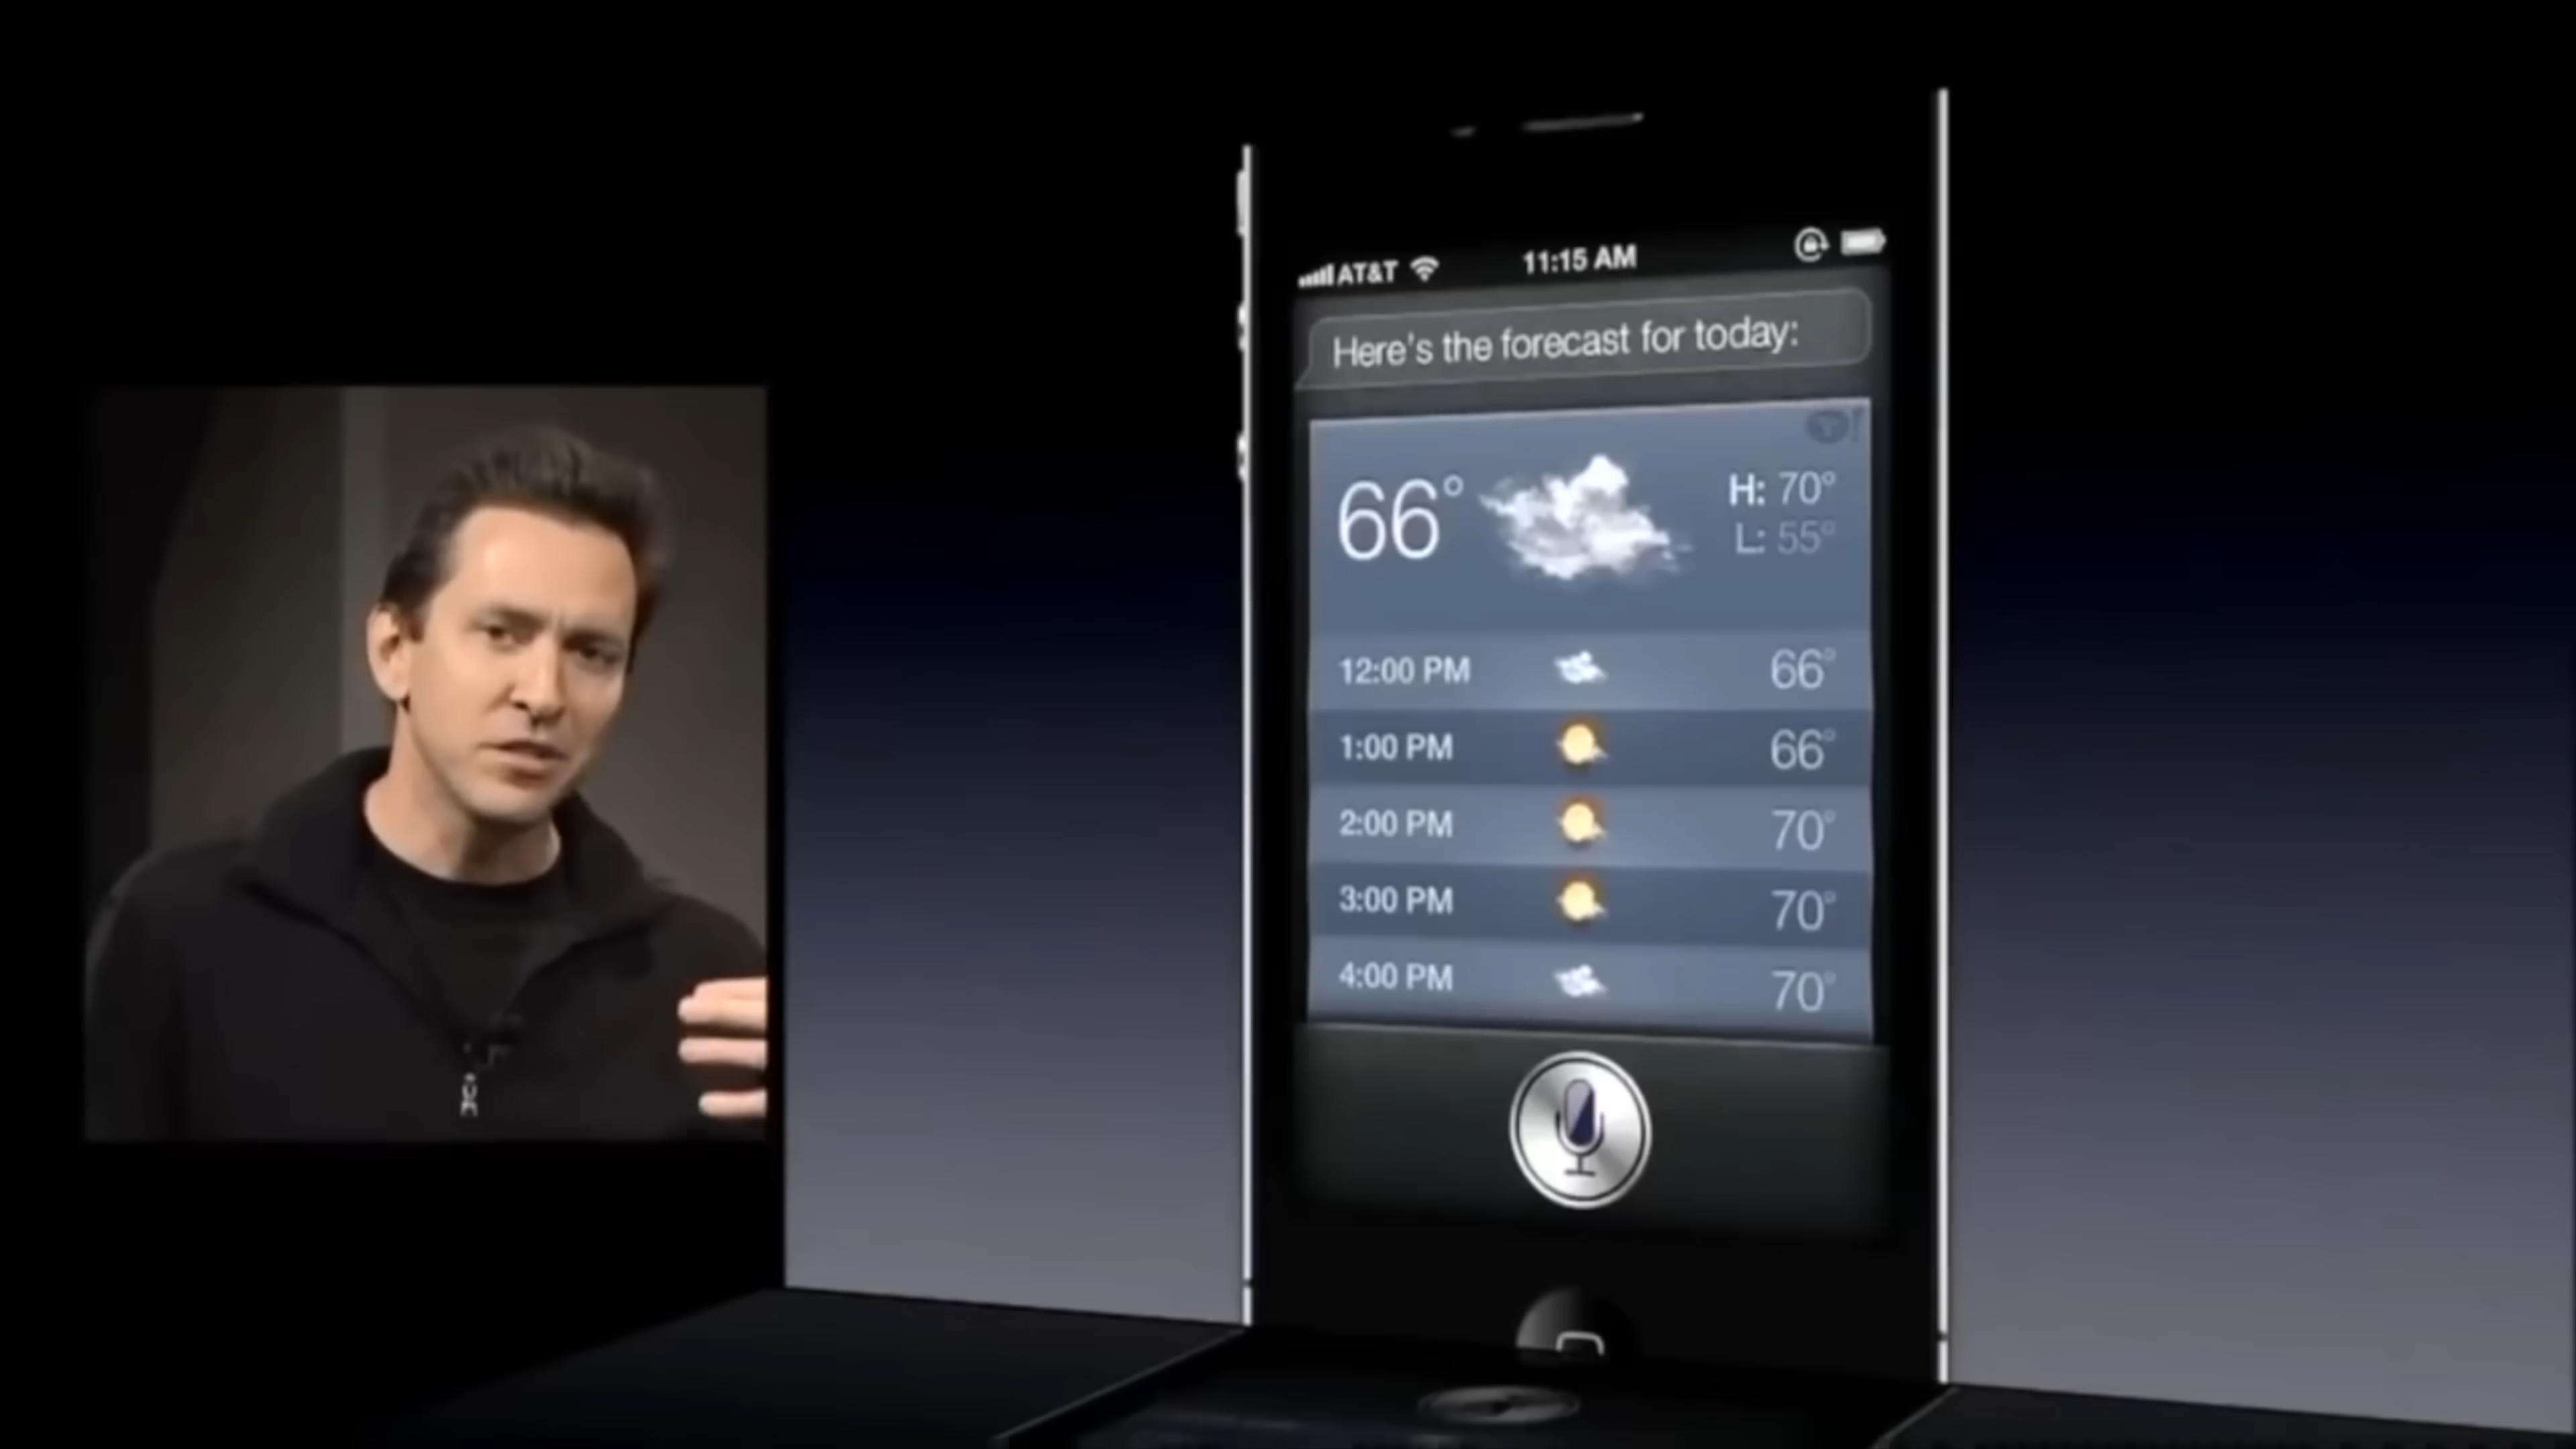 AT&T 11:15 AM
Here's the forecast for today:
66° H: 70°
L: 55°
12:00 PM 66°
1:00 PM 66°
2:00 PM 70°
3:00 PM 70°
4:00 PM 70°